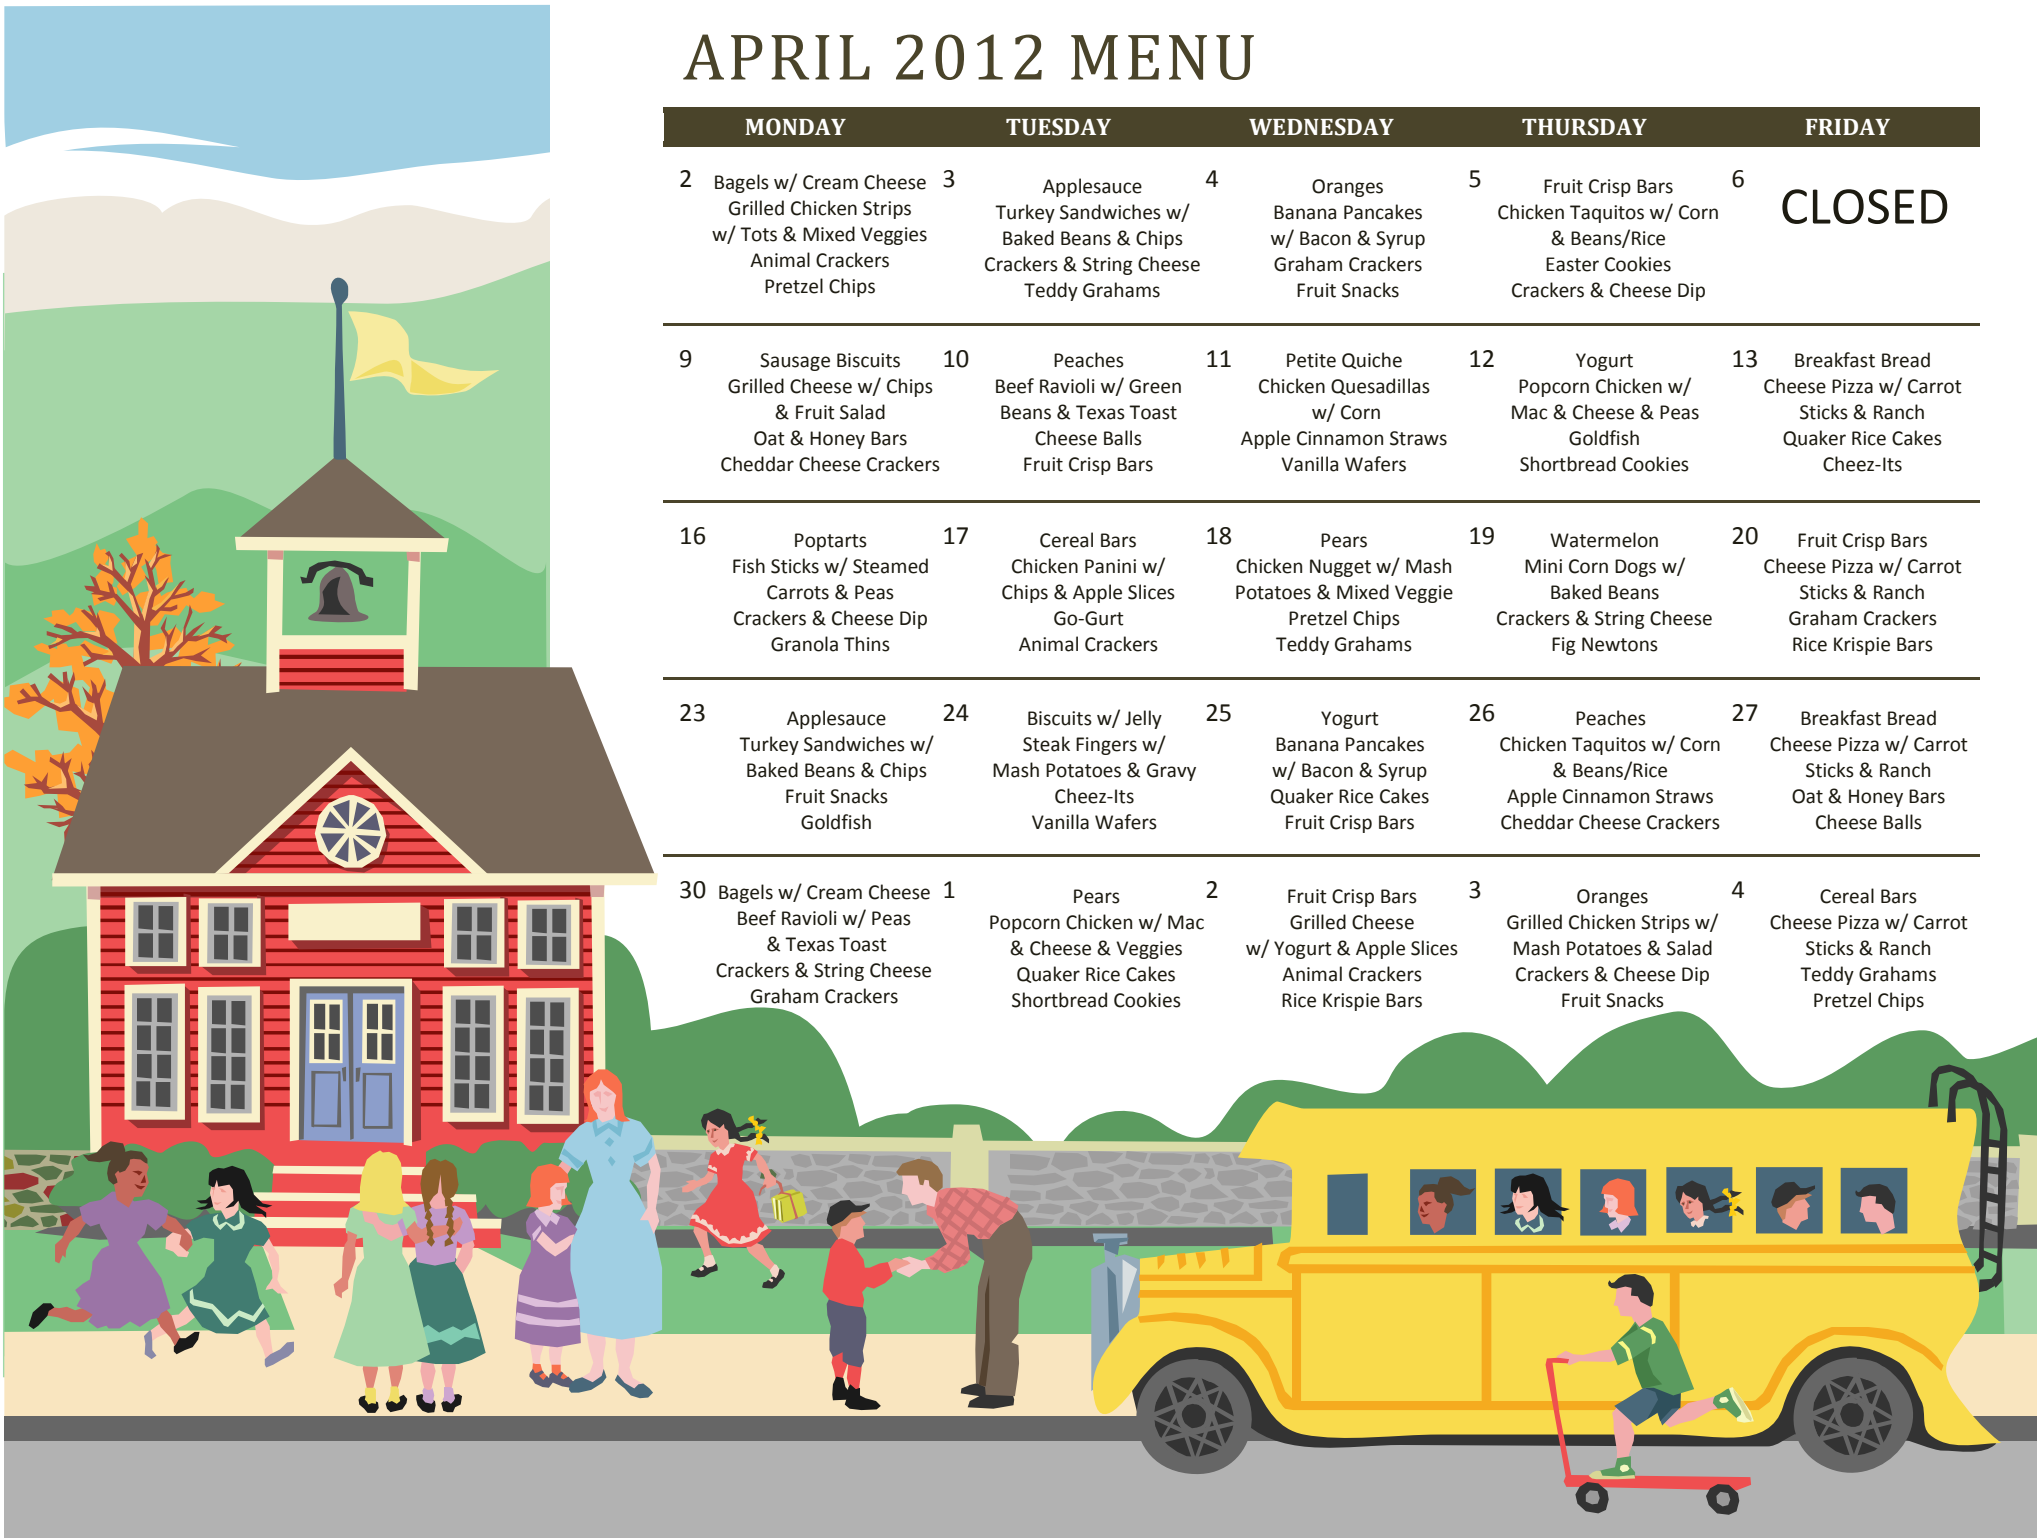 APRIL 2012 MENU
MONDAY TUESDAY WEDNESDAY THURSDAY FRIDAY
2
Bagels w/ Cream Cheese
Grilled Chicken Strips
w/ Tots & Mixed Veggies
Animal Crackers
Pretzel Chips
3
Applesauce
Turkey Sandwiches w/
Baked Beans & Chips
Crackers & String Cheese
Teddy Grahams
4
Oranges
Banana Pancakes
w/ Bacon & Syrup
Graham Crackers
Fruit Snacks
5
Fruit Crisp Bars
Chicken Taquitos w/ Corn
& Beans/Rice
Easter Cookies
Crackers & Cheese Dip
6
CLOSED
9
Sausage Biscuits
Grilled Cheese w/ Chips
& Fruit Salad
Oat & Honey Bars
Cheddar Cheese Crackers
10
Peaches
Beef Ravioli w/ Green
Beans & Texas Toast
Cheese Balls
Fruit Crisp Bars
11
Petite Quiche
Chicken Quesadillas
w/ Corn
Apple Cinnamon Straws
Vanilla Wafers
12
Yogurt
Popcorn Chicken w/
Mac & Cheese & Peas
Goldfish
Shortbread Cookies
13
Breakfast Bread
Cheese Pizza w/ Carrot
Sticks & Ranch
Quaker Rice Cakes
Cheez-Its
16
Poptarts
Fish Sticks w/ Steamed
Carrots & Peas
Crackers & Cheese Dip
Granola Thins
17
Cereal Bars
Chicken Panini w/
Chips & Apple Slices
Go-Gurt
Animal Crackers
18
Pears
Chicken Nugget w/ Mash
Potatoes & Mixed Veggie
Pretzel Chips
Teddy Grahams
19
Watermelon
Mini Corn Dogs w/
Baked Beans
Crackers & String Cheese
Fig Newtons
20
Fruit Crisp Bars
Cheese Pizza w/ Carrot
Sticks & Ranch
Graham Crackers
Rice Krispie Bars
23
Applesauce
Turkey Sandwiches w/
Baked Beans & Chips
Fruit Snacks
Goldfish
24
Biscuits w/ Jelly
Steak Fingers w/
Mash Potatoes & Gravy
Cheez-Its
Vanilla Wafers
25
Yogurt
Banana Pancakes
w/ Bacon & Syrup
Quaker Rice Cakes
Fruit Crisp Bars
26
Peaches
Chicken Taquitos w/ Corn
& Beans/Rice
Apple Cinnamon Straws
Cheddar Cheese Crackers
27
Breakfast Bread
Cheese Pizza w/ Carrot
Sticks & Ranch
Oat & Honey Bars
Cheese Balls
30
Bagels w/ Cream Cheese
Beef Ravioli w/ Peas
& Texas Toast
Crackers & String Cheese
Graham Crackers
1
Pears
Popcorn Chicken w/ Mac
& Cheese & Veggies
Quaker Rice Cakes
Shortbread Cookies
2
Fruit Crisp Bars
Grilled Cheese
w/ Yogurt & Apple Slices
Animal Crackers
Rice Krispie Bars
3
Oranges
Grilled Chicken Strips w/
Mash Potatoes & Salad
Crackers & Cheese Dip
Fruit Snacks
4
Cereal Bars
Cheese Pizza w/ Carrot
Sticks & Ranch
Teddy Grahams
Pretzel Chips